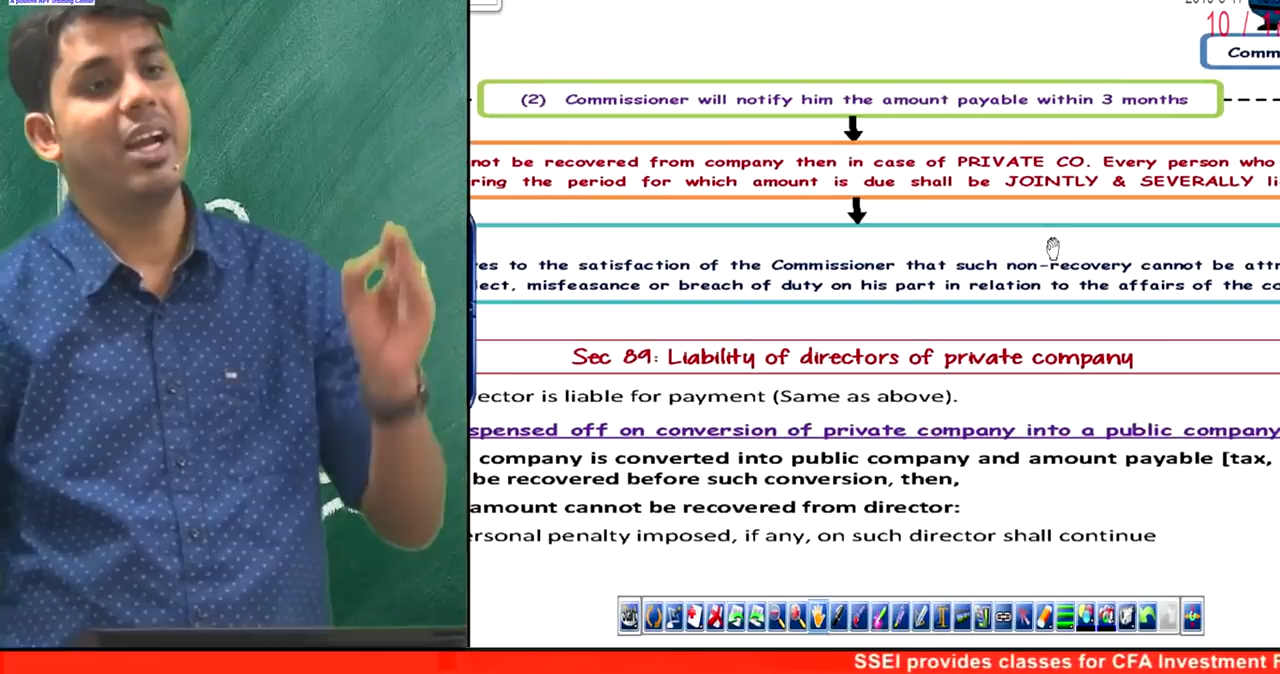 A positive APY Training Center
10 / 1
Comm
(2) Commissioner will notify him the amount payable within 3 months
not be recovered from company then in case of PRIVATE CO. Every person who
ring the period for which amount is due shall be JOINTLY & SEVERALLY li
es to the satisfaction of the Commissioner that such non-recovery cannot be attr
lect, misfeasance or breach of duty on his part in relation to the affairs of the co
Sec 89: Liability of directors of private company
ector is liable for payment (Same as above).
spensed off on conversion of private company into a public company
company is converted into public company and amount payable [tax,
be recovered before such conversion, then,
amount cannot be recovered from director:
ersonal penalty imposed, if any, on such director shall continue
SSEI provides classes for CFA Investment F